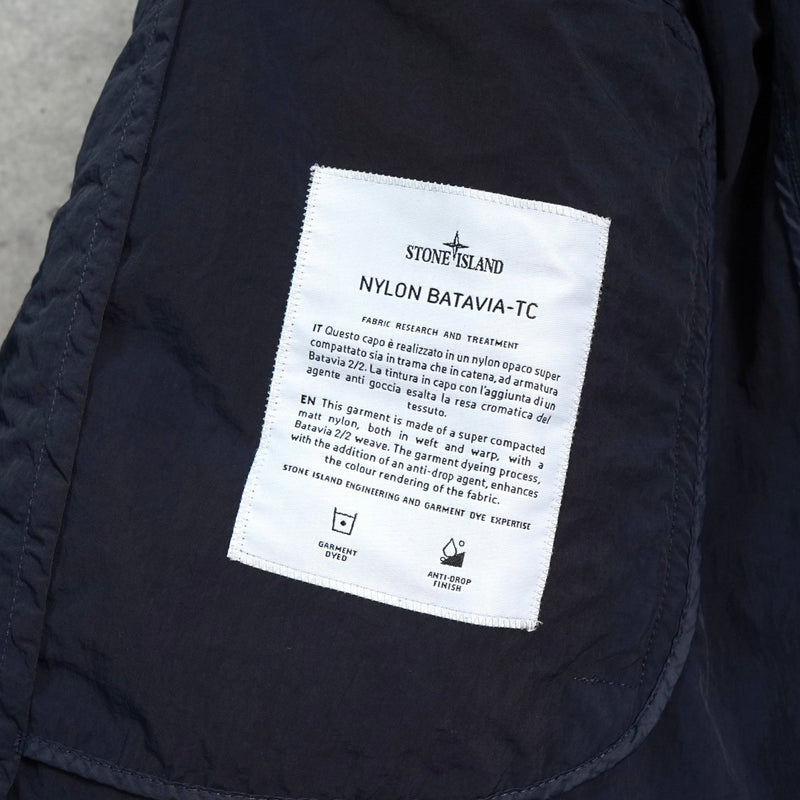 STONE ISLAND
NYLON BATAVIA-TC
FABRIC RESEARCH AND TREATMENT
IT Questo capo è realizzato in un nylon opaco super
compattato sia in trama che in catena, ad armatura
Batavia 2/2. La tintura in capo con l'aggiunta di un
agente anti goccia esalta la resa cromatica del
tessuto.
EN This garment is made of a super compacted
matt nylon, both in weft and warp, with a
Batavia 2/2 weave. The garment dyeing process,
with the addition of an anti-drop agent, enhances
the colour rendering of the fabric.
STONE ISLAND ENGINEERING AND GARMENT DYE EXPERTISE
GARMENT
DYED
ANTI-DROP
FINISH